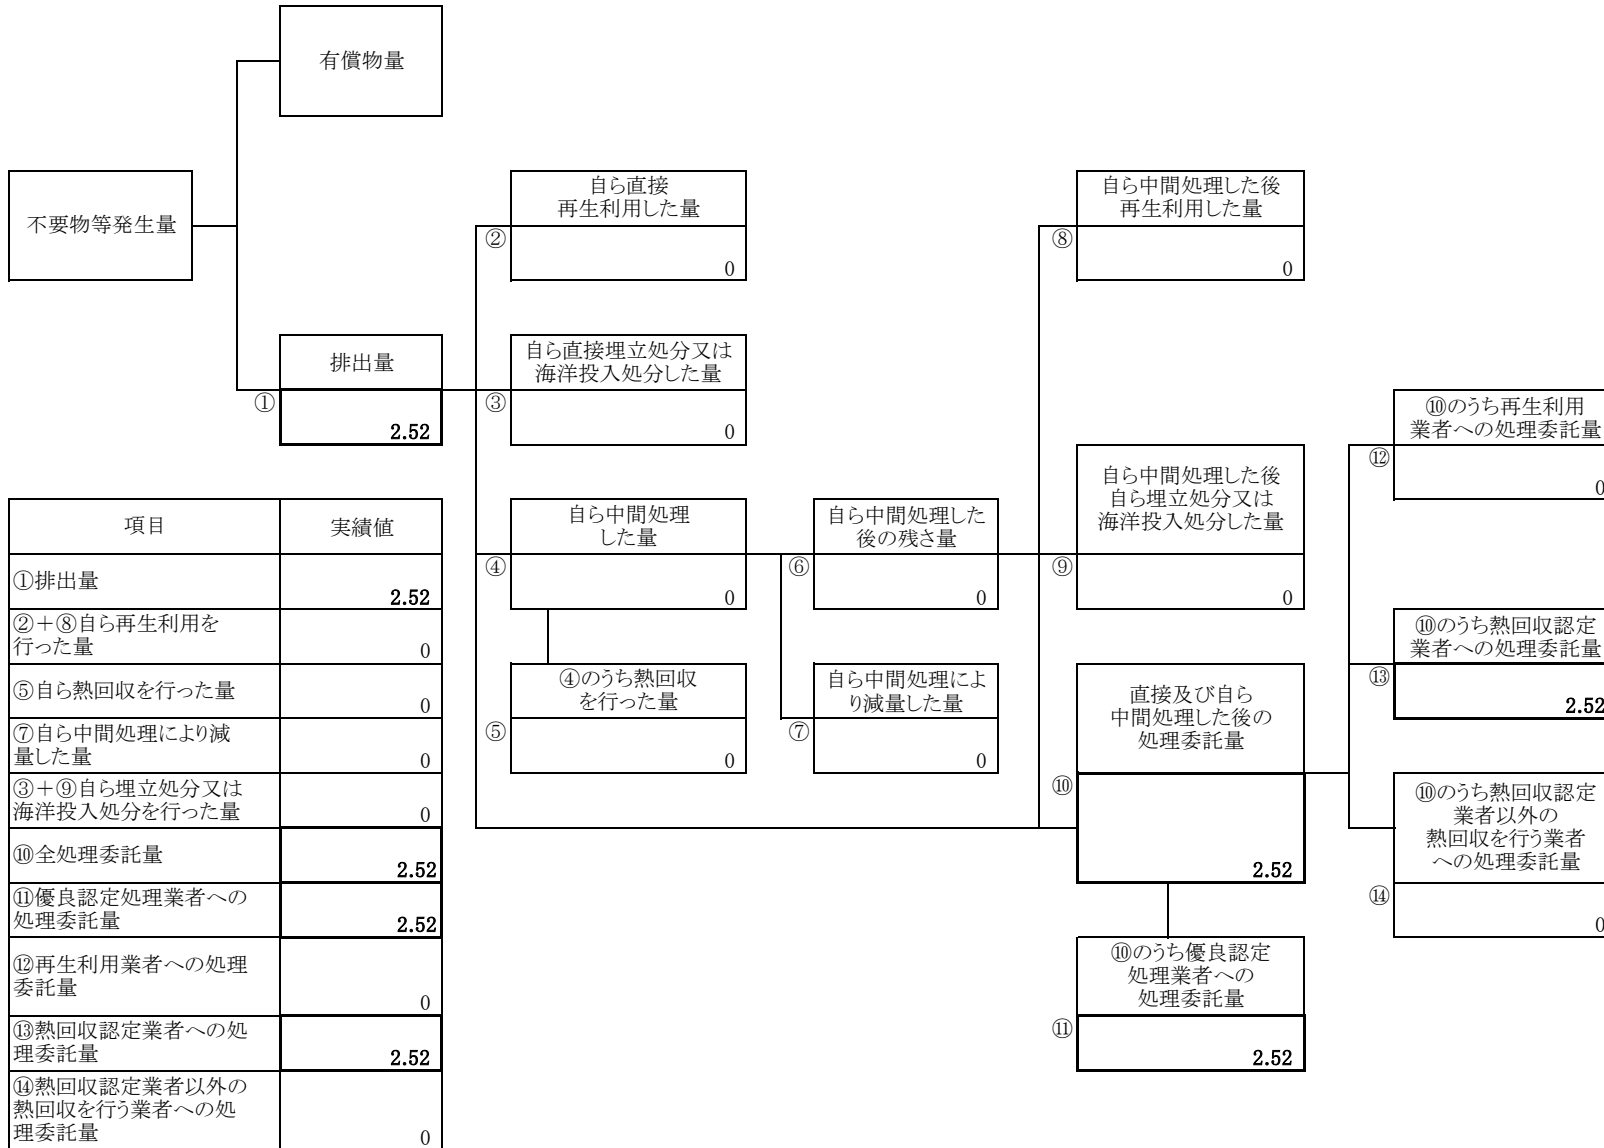 有償物量
不要物等発生量
排出量
①
2.52
自ら直接
再生利用した量
②
0
自ら直接埋立処分又は
海洋投入処分した量
③
0
自ら中間処理
した量
④
0
④のうち熱回収
を行った量
⑤
0
自ら中間処理した
後の残さ量
⑥
0
自ら中間処理によ
り減量した量
⑦
0
自ら中間処理した後
再生利用した量
⑧
0
自ら中間処理した後
自ら埋立処分又は
海洋投入処分した量
⑨
0
直接及び自ら
中間処理した後の
処理委託量
⑩
2.52
⑩のうち優良認定
処理業者への
処理委託量
⑪
2.52
⑩のうち再生利用
業者への処理委託量
⑫
0
⑩のうち熱回収認定
業者への処理委託量
⑬
2.52
⑩のうち熱回収認定
業者以外の
熱回収を行う業者
への処理委託量
⑭
0
項目 実績値
①排出量 2.52
②+⑧自ら再生利用を
行った量 0
⑤自ら熱回収を行った量 0
⑦自ら中間処理により減
量した量 0
③+⑨自ら埋立処分又は
海洋投入処分を行った量 0
⑩全処理委託量 2.52
⑪優良認定処理業者への
処理委託量 2.52
⑫再生利用業者への処理
委託量 0
⑬熱回収認定業者への処
理委託量 2.52
⑭熱回収認定業者以外の
熱回収を行う業者への処
理委託量 0